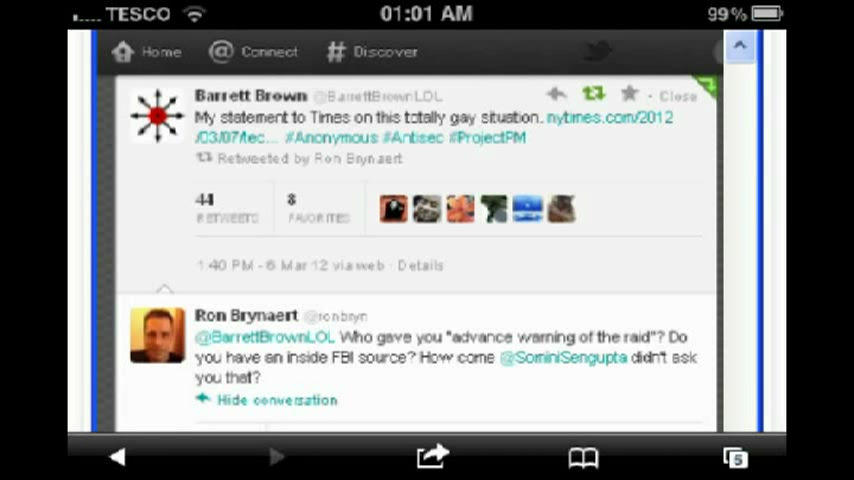 TESCO 01:01 AM 99%
Home @ Connect # Discover
Barrett Brown @BarrettBrownLOL Close
My statement to Times on this totally gay situation. nytimes.com/2012
/03/07/tec... #Anonymous #Antisec #ProjectPM
Retweeted by Ron Brynaert
44 8
RETWEETS FAVORITES
1:40 PM - 6 Mar 12 via web · Details
Ron Brynaert @ronbryn
@BarrettBrownLOL Who gave you "advance warning of the raid"? Do
you have an inside FBI source? How come @SominiSengupta didn't ask
you that?
Hide conversation
5